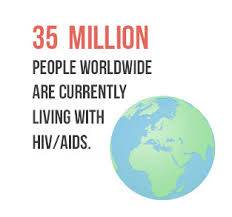 35 MILLION
PEOPLE WORLDWIDE
ARE CURRENTLY
LIVING WITH
HIV/AIDS.